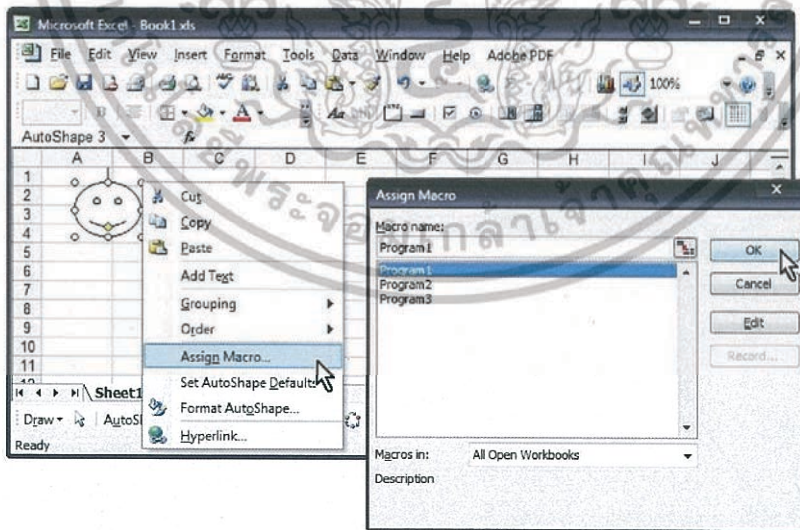 Microsoft Excel - Book1.xls
File Edit View Insert Format Tools Data Window Help Adobe PDF
100%
AutoShape 3 fx
A B C D E F G H I J
1
2
3
4
5
6
7
8
9
10
11
12
Cut
Copy
Paste
Add Text
Grouping
Order
Assign Macro...
Set AutoShape Defaults
Format AutoShape...
Hyperlink...
Sheet1
Draw
Ready
Assign Macro
Macro name:
Program1
Program1
Program2
Program3
OK
Cancel
Edit
Record...
Macros in: All Open Workbooks
Description